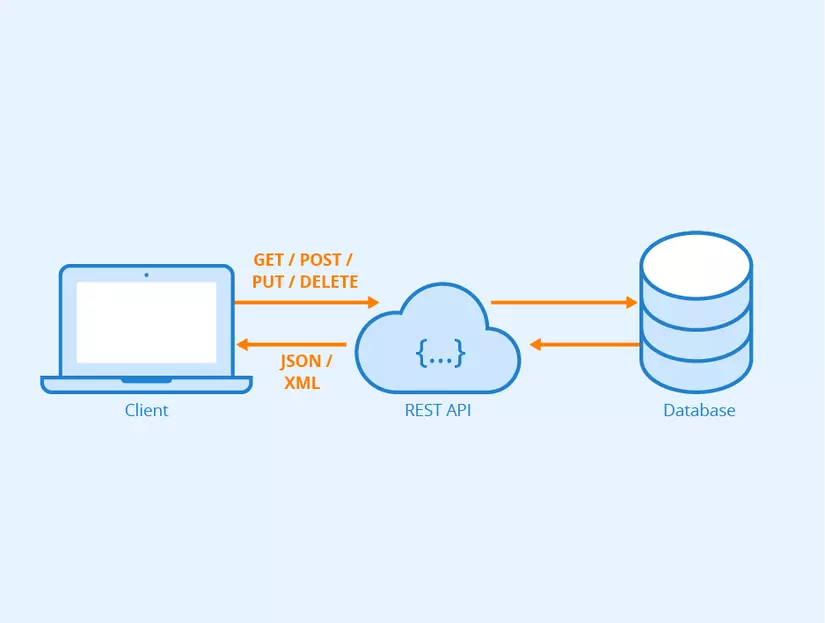 GET / POST /
PUT / DELETE
JSON /
XML
{...}
Client
REST API
Database